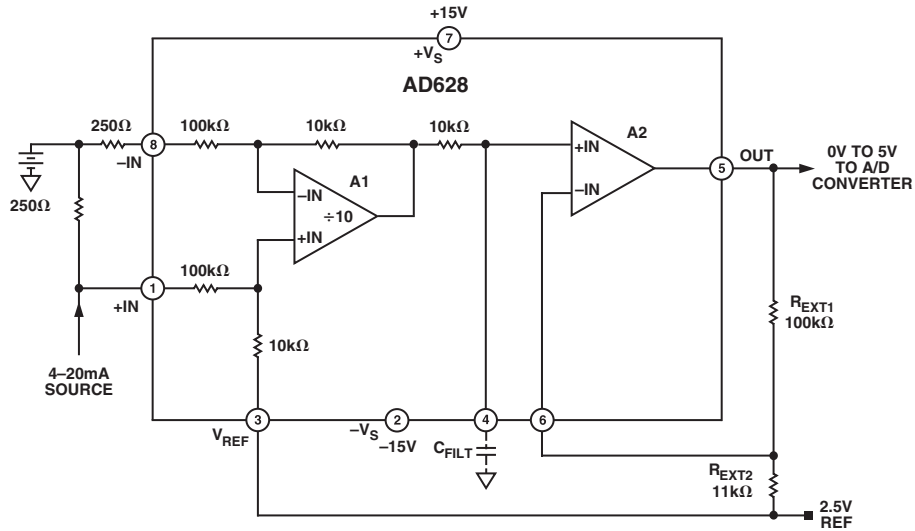 +15V
7
+VS
AD628
250Ω
100kΩ
10kΩ
10kΩ
A2
8
–IN
+IN
5
OUT
0V TO 5V
TO A/D
CONVERTER
A1
–IN
÷10
+IN
–IN
250Ω
100kΩ
1
+IN
REXT1
100kΩ
10kΩ
4–20mA
SOURCE
3
VREF
2
–VS
–15V
4
6
CFILT
REXT2
11kΩ
2.5V
REF